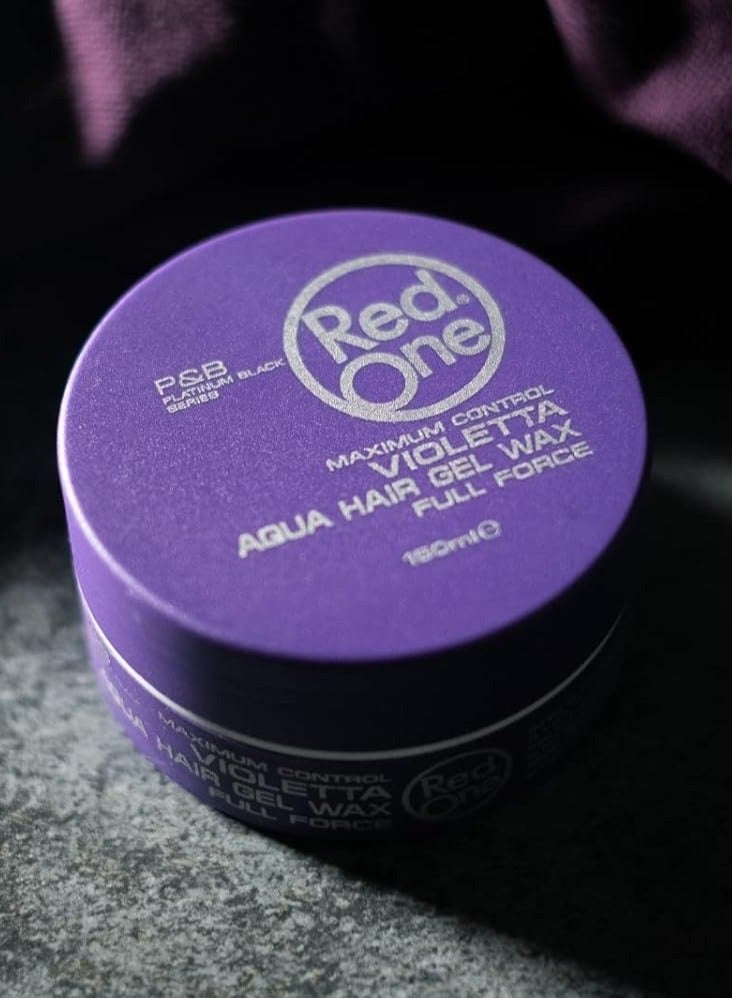 Red®
One
P&B
PLATINUM BLACK
SERIES
MAXIMUM CONTROL
VIOLETTA
AQUA HAIR GEL WAX
FULL FORCE
150ml℮
MAXIMUM CONTROL
VIOLETTA
AQUA HAIR GEL WAX
FULL FORCE
Red
One